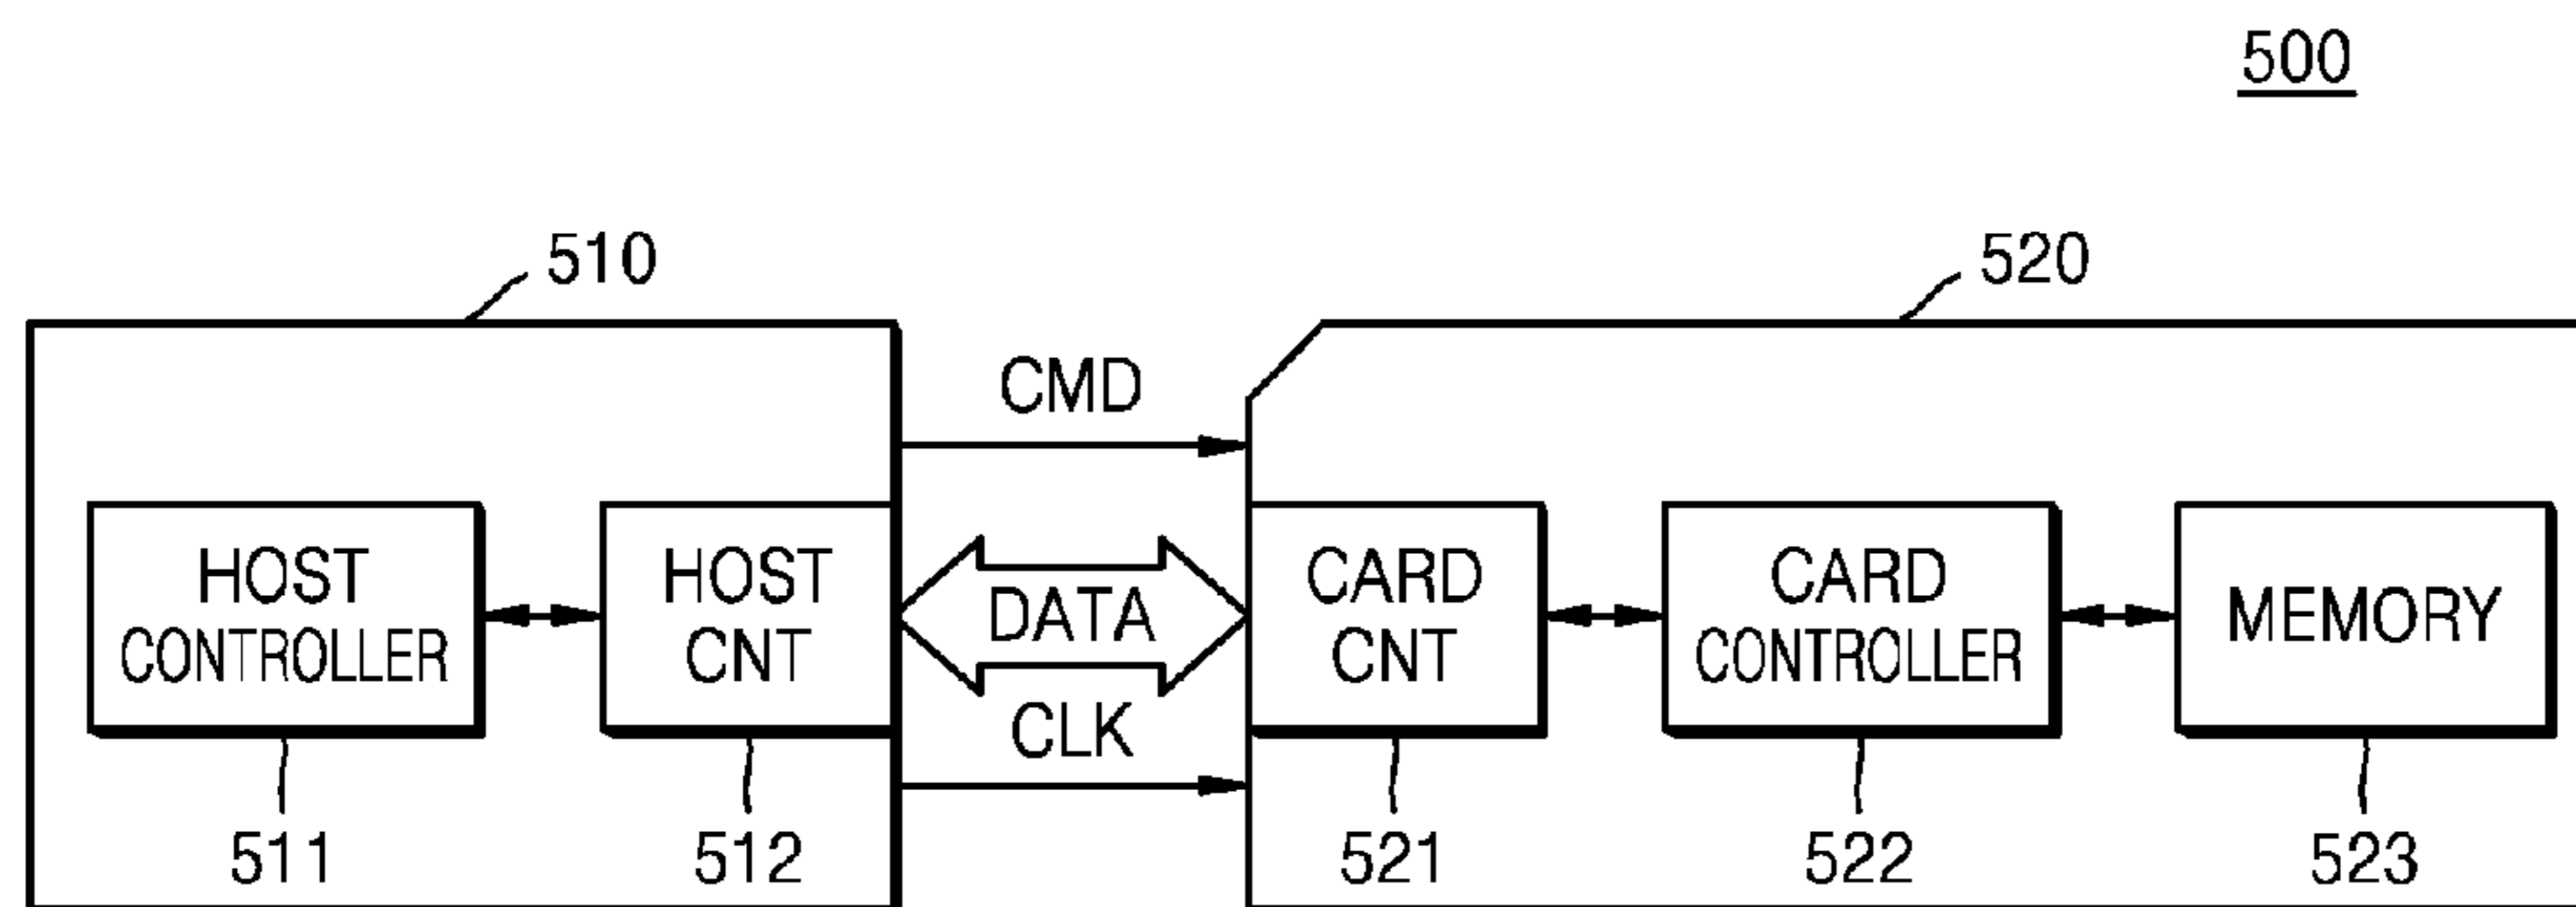 500
510
520
CMD
HOST
CONTROLLER
HOST
CNT
DATA
CARD
CNT
CARD
CONTROLLER
MEMORY
CLK
511
512
521
522
523